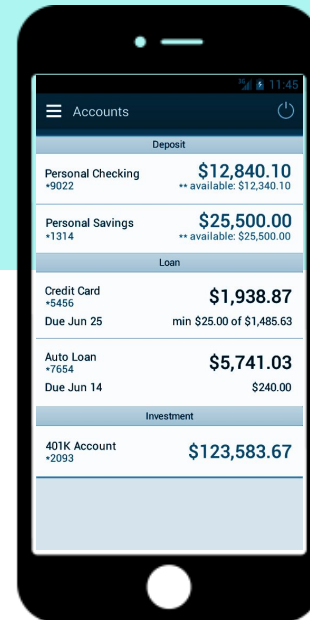 3G 11:45
Accounts
Deposit
Personal Checking $12,840.10
*9022 ** available: $12,340.10
Personal Savings $25,500.00
*1314 ** available: $25,500.00
Loan
Credit Card $1,938.87
*5456
Due Jun 25 min $25.00 of $1,485.63
Auto Loan $5,741.03
*7654
Due Jun 14 $240.00
Investment
401K Account $123,583.67
*2093